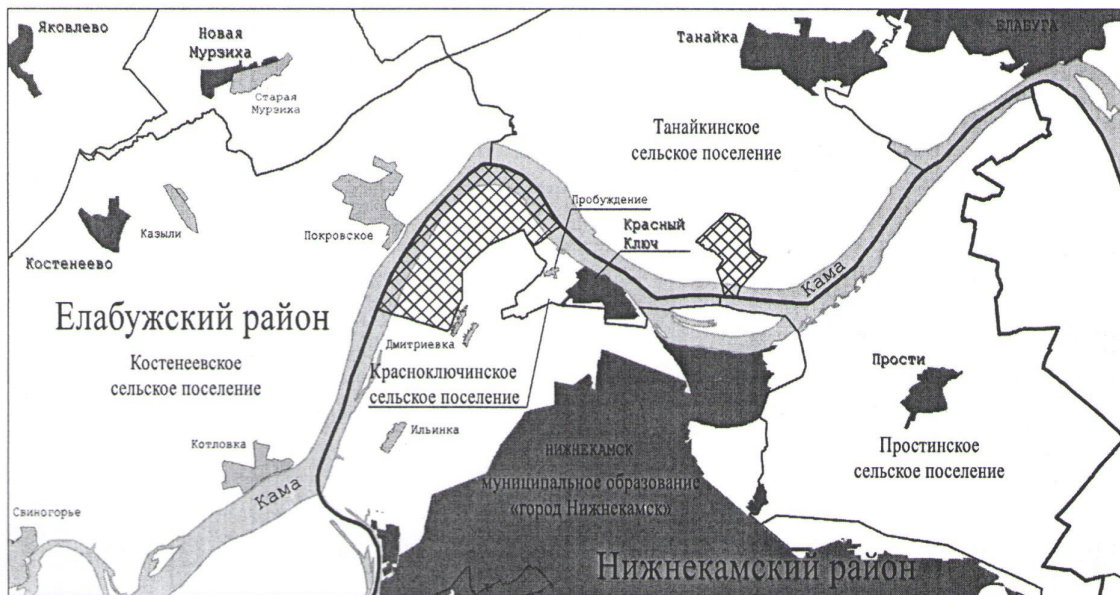 Яковлево
Новая
Мурзиха
Старая
Мурзиха
Танайка
ЕЛАБУГА
Танайкинское
сельское поселение
Казыли
Костенеево
Покровское
Пробуждение
Красный
Ключ
Кама
Елабужский район
Костенеевское
сельское поселение
Дмитриевка
Красноключинское
сельское поселение
Прости
Простинское
сельское поселение
Котловка
Ильинка
Кама
Свиногорье
НИЖНЕКАМСК
муниципальное образование
«город Нижнекамск»
Нижнекамский район